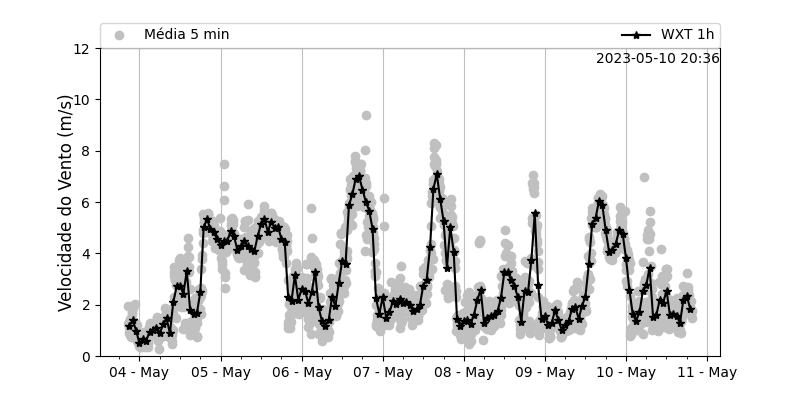 Média 5 min
WXT 1h
2023-05-10 20:36
Velocidade do Vento (m/s)
12
10
8
6
4
2
0
04 - May
05 - May
06 - May
07 - May
08 - May
09 - May
10 - May
11 - May